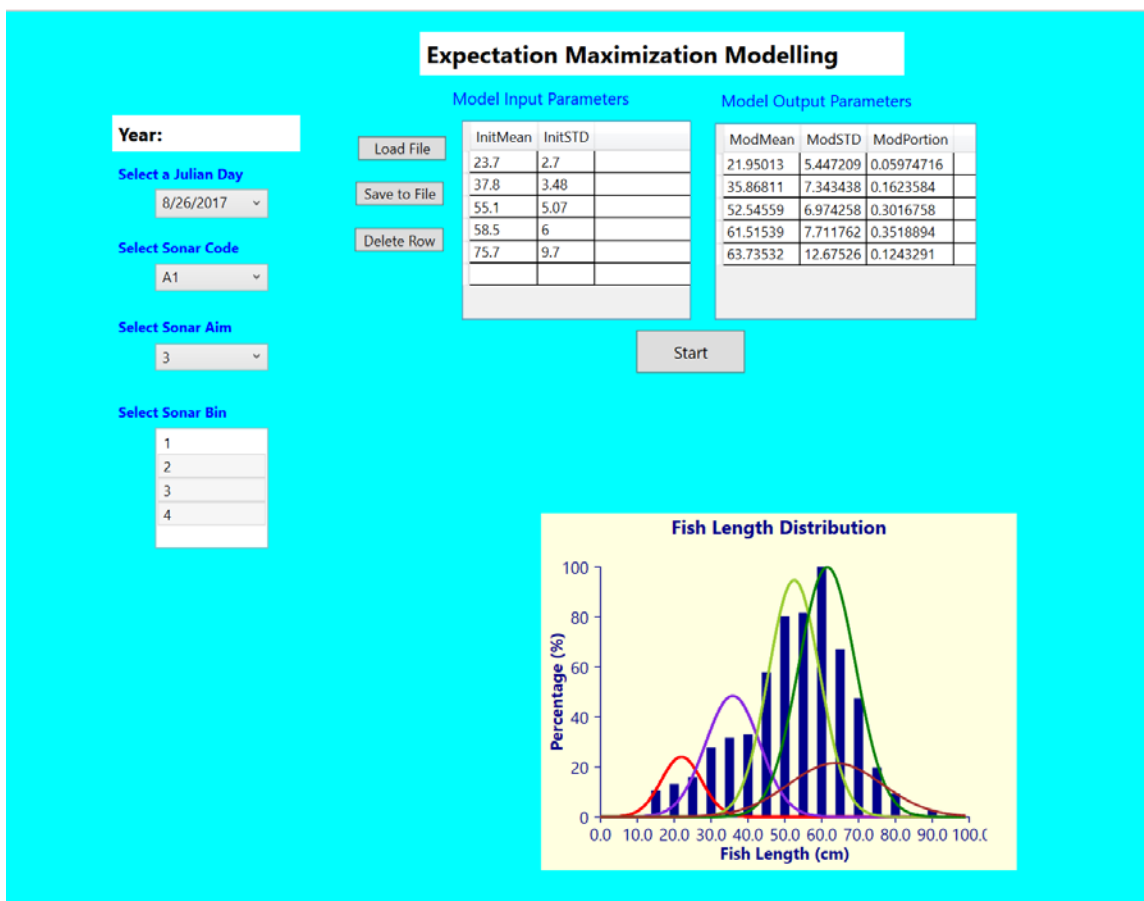 Expectation Maximization Modelling
Model Input Parameters
Model Output Parameters
Year:
Select a Julian Day
8/26/2017
Select Sonar Code
A1
Select Sonar Aim
3
Select Sonar Bin
1
2
3
4
Load File
Save to File
Delete Row
InitMean InitSTD
23.7 2.7
37.8 3.48
55.1 5.07
58.5 6
75.7 9.7
ModMean ModSTD ModPortion
21.95013 5.447209 0.05974716
35.86811 7.343438 0.1623584
52.54559 6.974258 0.3016758
61.51539 7.711762 0.3518894
63.73532 12.67526 0.1243291
Start
Fish Length Distribution
Percentage (%)
100
80
60
40
20
0
0.0 10.0 20.0 30.0 40.0 50.0 60.0 70.0 80.0 90.0 100.(
Fish Length (cm)